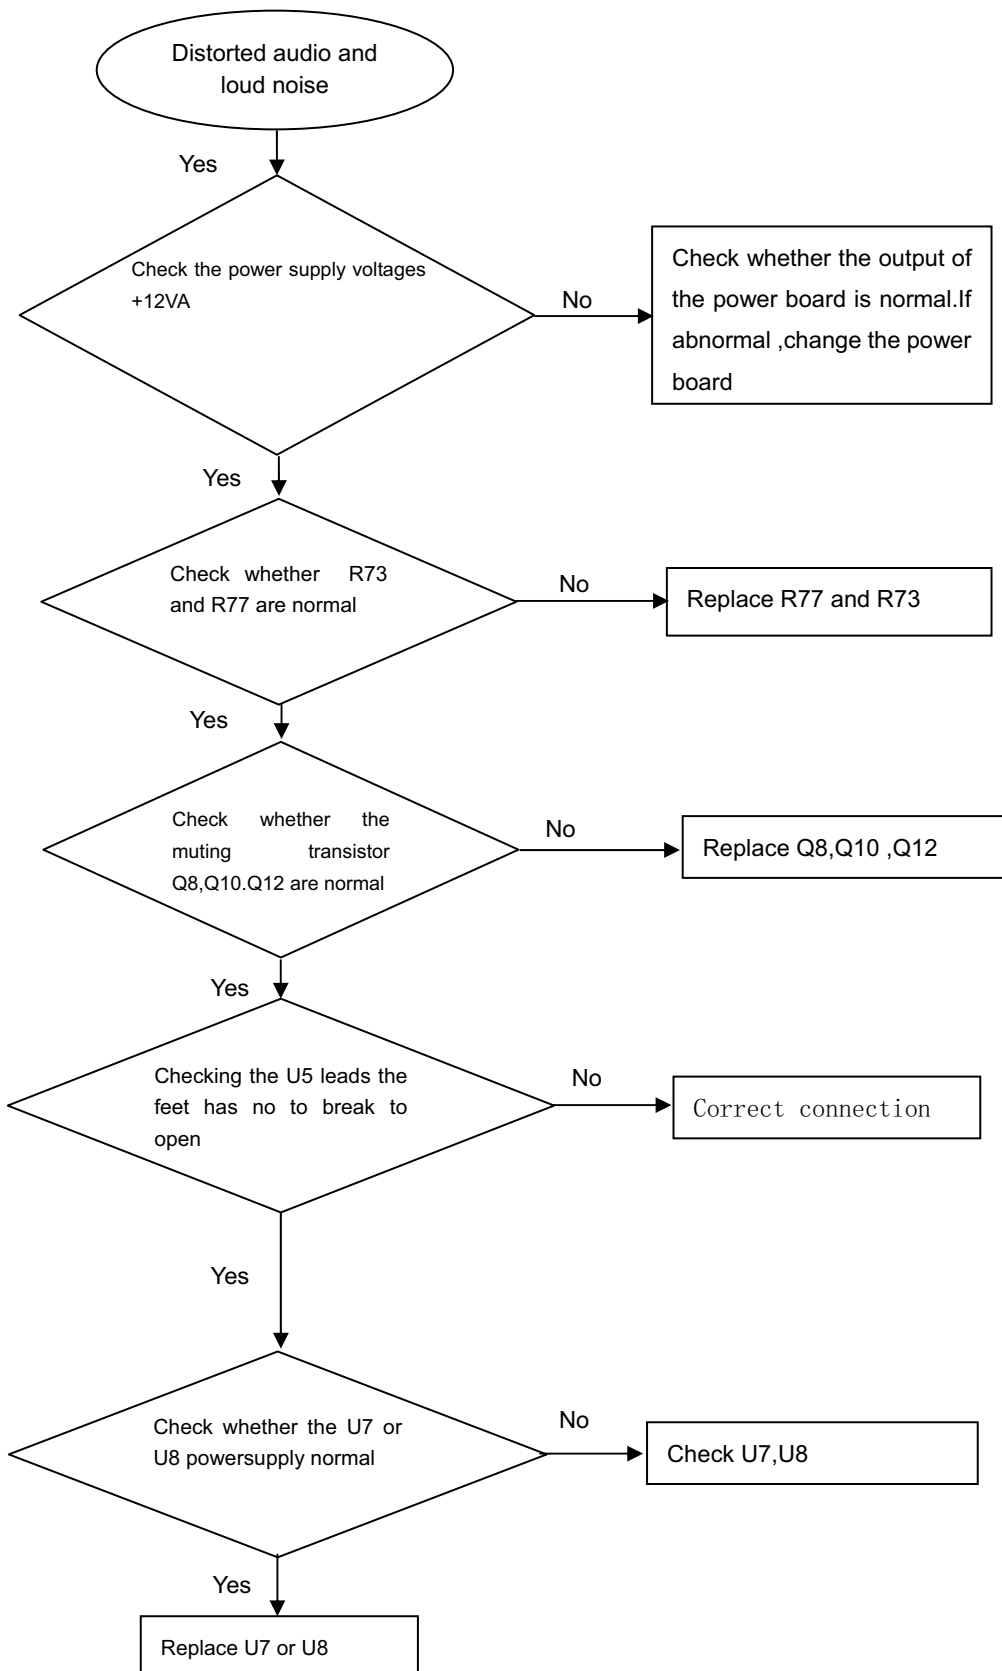 Distorted audio and
loud noise
Yes
Check the power supply voltages
+12VA
No
Check whether the output of
the power board is normal.If
abnormal ,change the power
board
Yes
Check whether R73
and R77 are normal
No
Replace R77 and R73
Yes
Check whether the
muting transistor
Q8,Q10.Q12 are normal
No
Replace Q8,Q10 ,Q12
Yes
Checking the U5 leads the
feet has no to break to
open
No
Correct connection
Yes
Check whether the U7 or
U8 powersupply normal
No
Check U7,U8
Yes
Replace U7 or U8